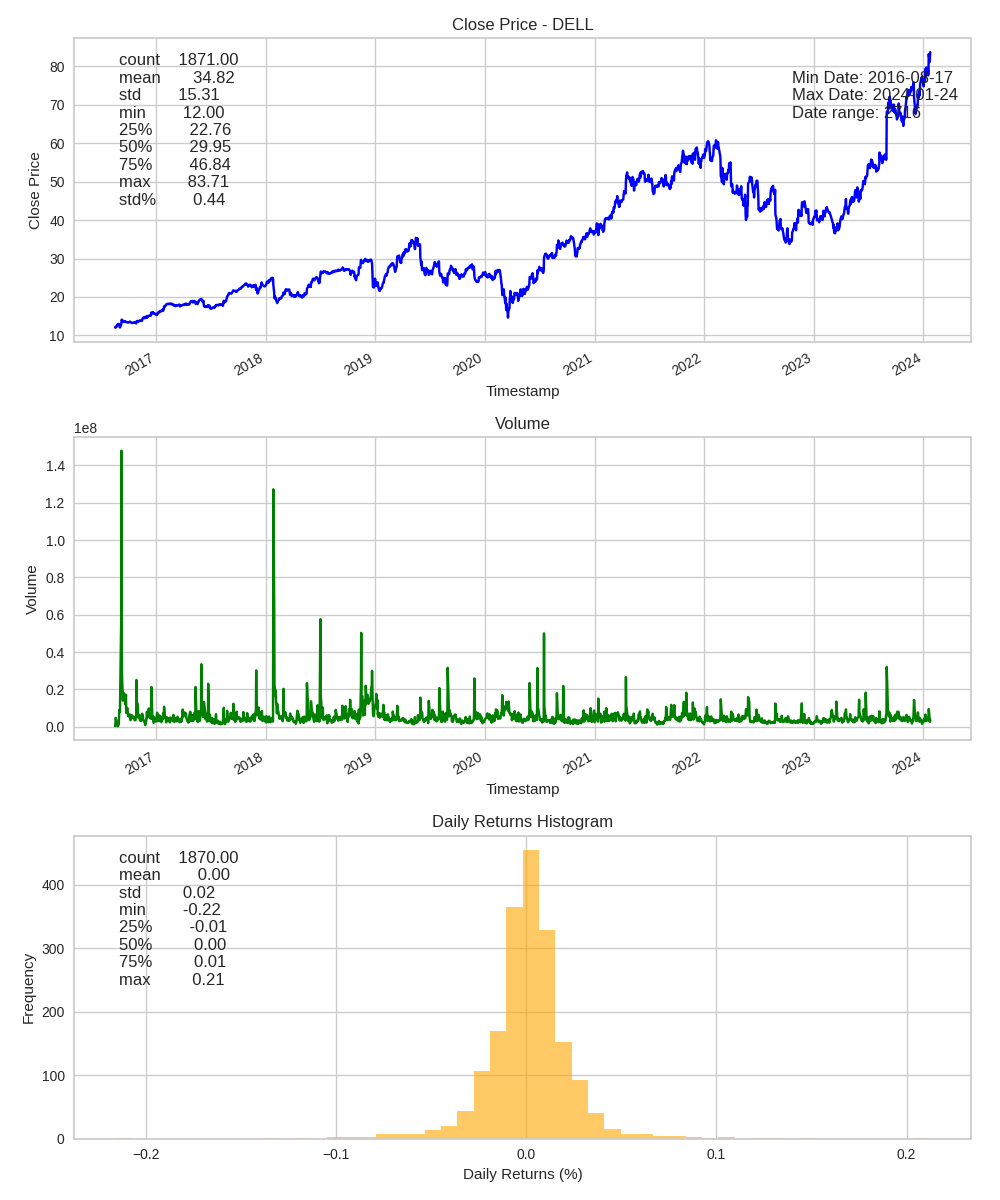 Close Price - DELL
count 1871.00
mean 34.82
std 15.31
min 12.00
25% 22.76
50% 29.95
75% 46.84
max 83.71
std% 0.44
Min Date: 2016-08-17
Max Date: 2024-01-24
Date range: 2716
80
70
60
50
40
30
20
10
Close Price
2017 2018 2019 2020 2021 2022 2023 2024
Timestamp
Volume
1e8
1.4
1.2
1.0
0.8
0.6
0.4
0.2
0.0
Volume
2017 2018 2019 2020 2021 2022 2023 2024
Timestamp
Daily Returns Histogram
count 1870.00
mean 0.00
std 0.02
min -0.22
25% -0.01
50% 0.00
75% 0.01
max 0.21
400
300
200
100
0
Frequency
−0.2 −0.1 0.0 0.1 0.2
Daily Returns (%)